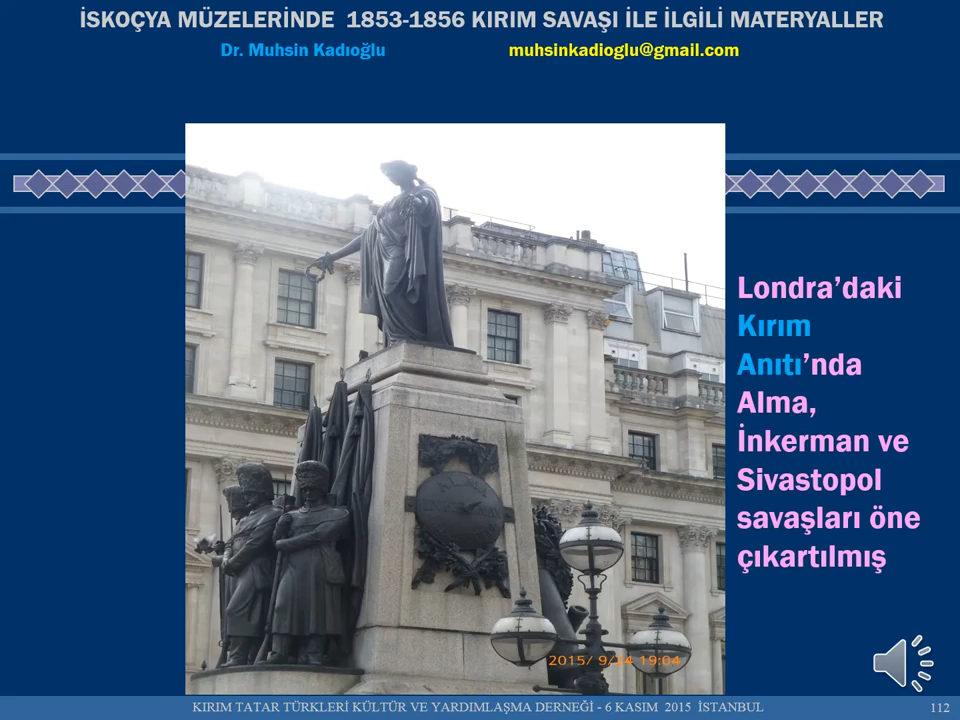 İSKOÇYA MÜZELERİNDE 1853-1856 KIRIM SAVAŞI İLE İLGİLİ MATERYALLER
Dr. Muhsin Kadıoğlu muhsinkadioglu@gmail.com
Londra’daki
Kırım
Anıtı’nda
Alma,
İnkerman ve
Sivastopol
savaşları öne
çıkartılmış
ALMA
2015/ 9/24 19:04
KIRIM TATAR TÜRKLERİ KÜLTÜR VE YARDIMLAŞMA DERNEĞİ - 6 KASIM 2015 İSTANBUL 112